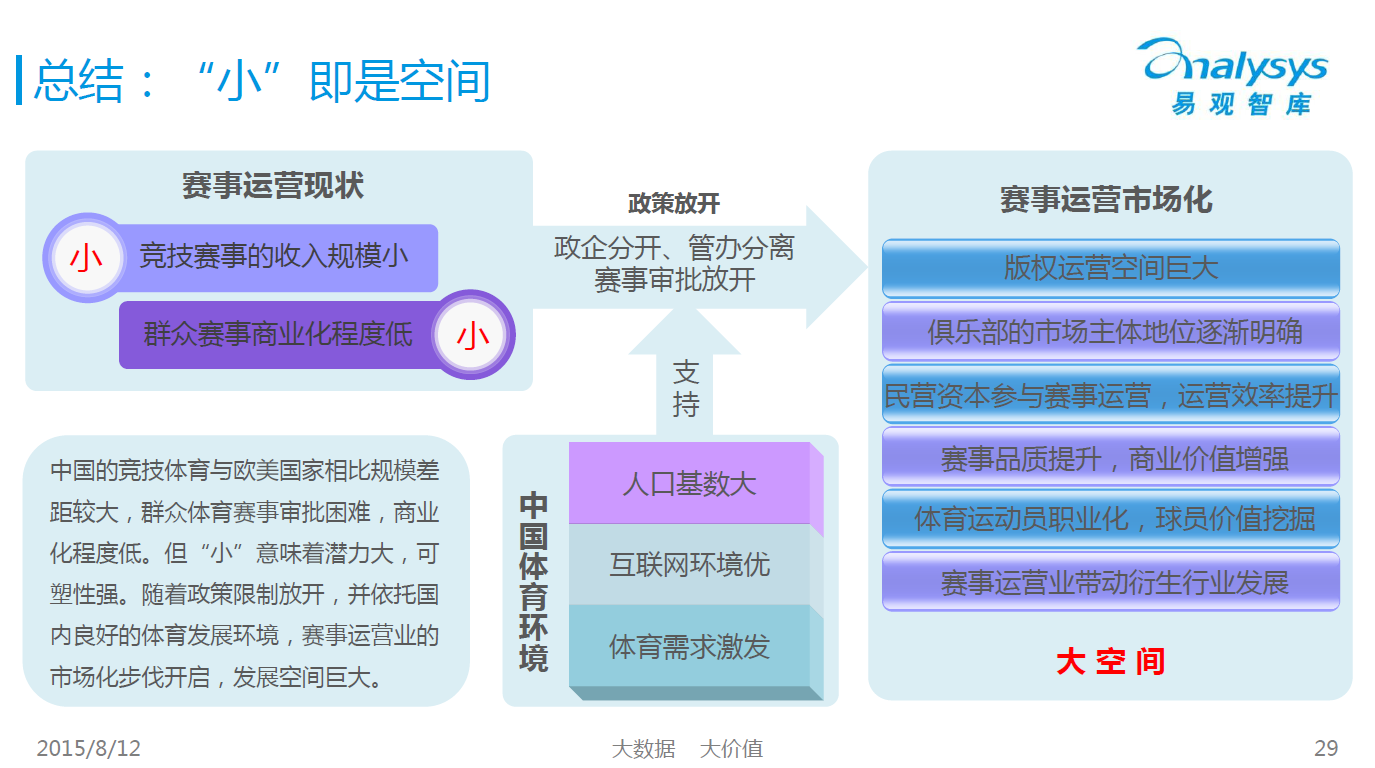 总结：“小”即是空间
analysys
易观智库
赛事运营现状
小
竞技赛事的收入规模小
群众赛事商业化程度低
小
政策放开
政企分开、管办分离
赛事审批放开
支
持
中国的竞技体育与欧美国家相比规模差
距较大，群众体育赛事审批困难，商业
化程度低。但“小”意味着潜力大，可
塑性强。随着政策限制放开，并依托国
内良好的体育发展环境，赛事运营业的
市场化步伐开启，发展空间巨大。
中国体育环境
人口基数大
互联网环境优
体育需求激发
赛事运营市场化
版权运营空间巨大
俱乐部的市场主体地位逐渐明确
民营资本参与赛事运营，运营效率提升
赛事品质提升，商业价值增强
体育运动员职业化，球员价值挖掘
赛事运营业带动衍生行业发展
大空间
2015/8/12
大数据 大价值
29